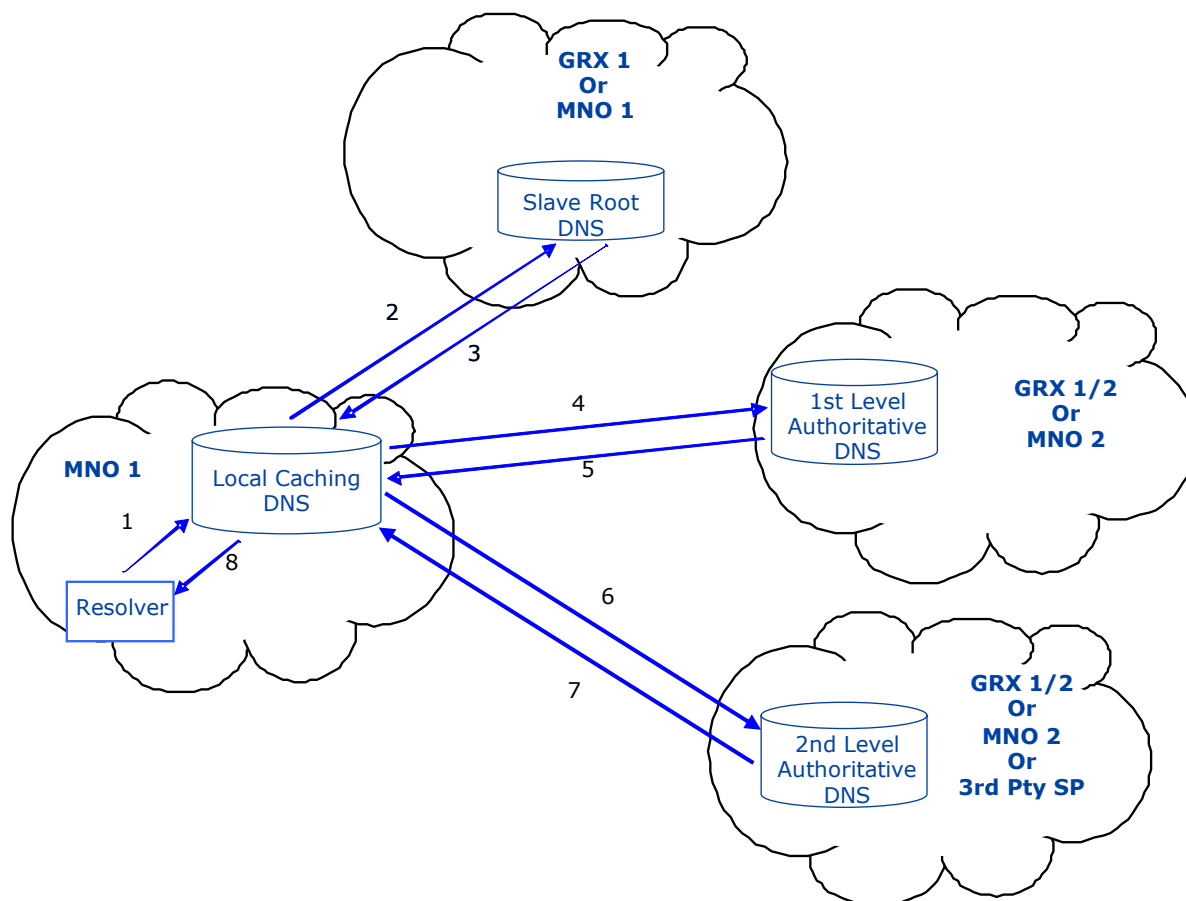 GRX 1
Or
MNO 1
Slave Root
DNS
2
3
GRX 1/2
Or
MNO 2
1st Level
Authoritative
DNS
4
5
MNO 1
Local Caching
DNS
1
8
Resolver
6
7
GRX 1/2
Or
MNO 2
Or
3rd Pty SP
2nd Level
Authoritative
DNS